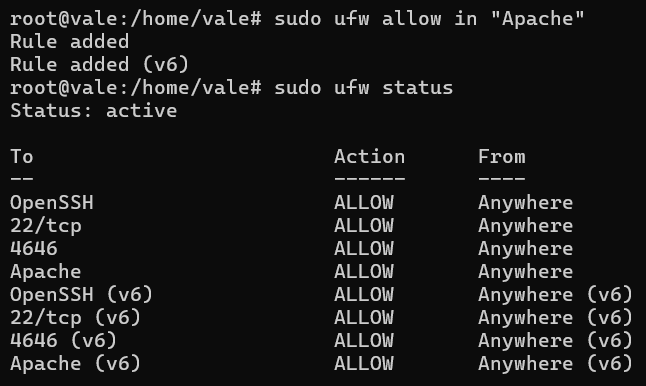 root@vale:/home/vale# sudo ufw allow in "Apache"
Rule added
Rule added (v6)
root@vale:/home/vale# sudo ufw status
Status: active

To                         Action      From
--                         ------      ----
OpenSSH                    ALLOW       Anywhere
22/tcp                     ALLOW       Anywhere
4646                       ALLOW       Anywhere
Apache                     ALLOW       Anywhere
OpenSSH (v6)               ALLOW       Anywhere (v6)
22/tcp (v6)                ALLOW       Anywhere (v6)
4646 (v6)                  ALLOW       Anywhere (v6)
Apache (v6)                ALLOW       Anywhere (v6)